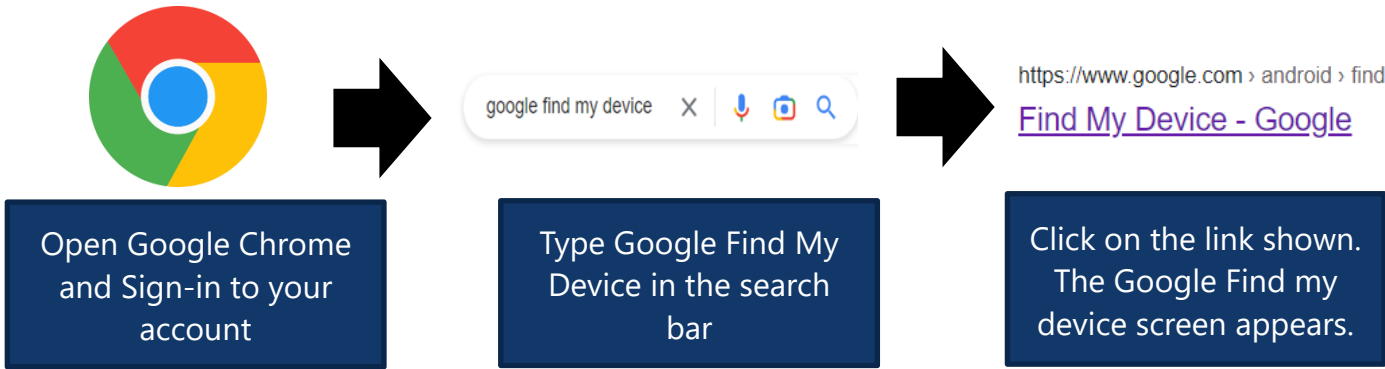 google find my device
https://www.google.com › android › find
Find My Device - Google
Open Google Chrome
and Sign-in to your
account
Type Google Find My
Device in the search
bar
Click on the link shown.
The Google Find my
device screen appears.